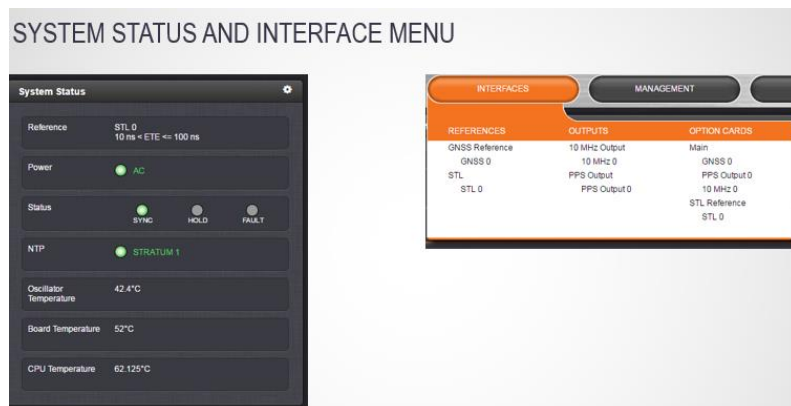 SYSTEM STATUS AND INTERFACE MENU
System Status
Reference
STL 0
10 ns < ETE <= 100 ns
Power
AC
Status
SYNC
HOLD
FAULT
NTP
STRATUM 1
Oscillator
Temperature
42.4°C
Board Temperature
52°C
CPU Temperature
62.125°C
INTERFACES
MANAGEMENT
REFERENCES
OUTPUTS
OPTION CARDS
GNSS Reference
10 MHz Output
Main
GNSS 0
10 MHz 0
GNSS 0
STL
PPS Output
PPS Output 0
STL 0
PPS Output 0
10 MHz 0
STL Reference
STL 0